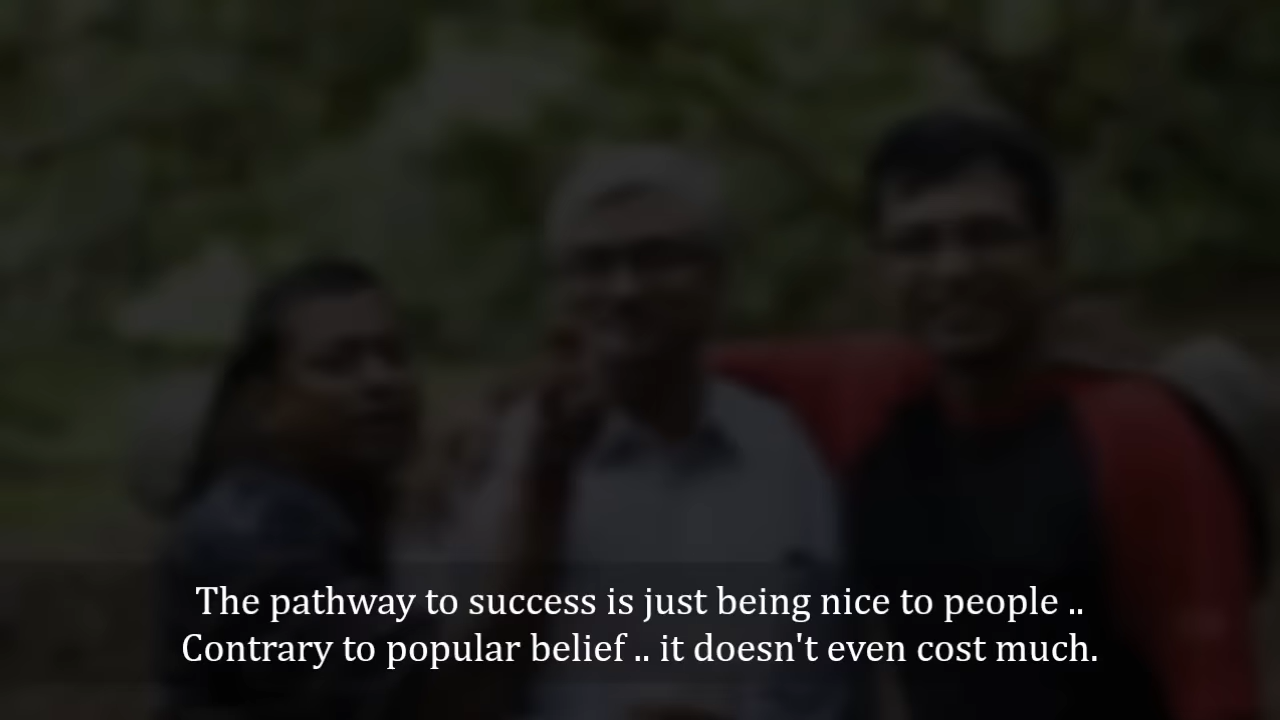 The pathway to success is just being nice to people ..
Contrary to popular belief .. it doesn't even cost much.